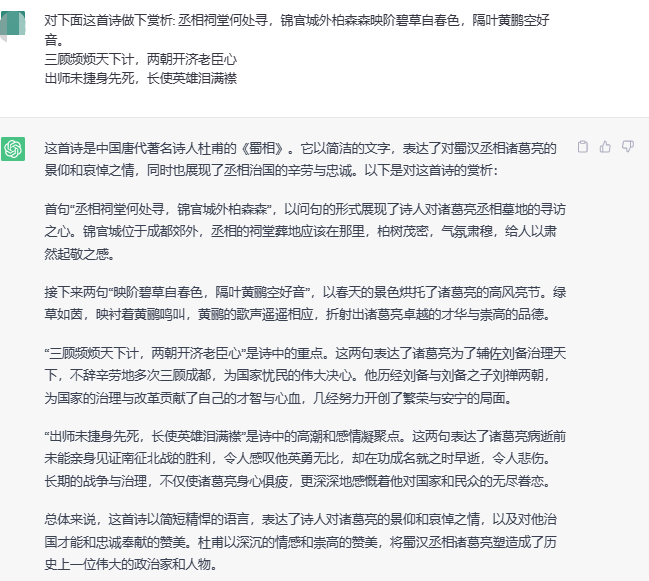 对下面这首诗做下赏析: 丞相祠堂何处寻，锦官城外柏森森映阶碧草自春色，隔叶黄鹏空好
音。
三顾频烦天下计，两朝开济老臣心
出师未捷身先死，长使英雄泪满襟
这首诗是中国唐代著名诗人杜甫的《蜀相》。它以简洁的文字，表达了对蜀汉丞相诸葛亮的
景仰和哀悼之情，同时也展现了丞相治国的辛劳与忠诚。以下是对这首诗的赏析：
首句“丞相祠堂何处寻，锦官城外柏森森”，以问句的形式展现了诗人对诸葛亮丞相墓地的寻访
之心。锦官城位于成都郊外，丞相的祠堂葬地应该在那里，柏树茂密，气氛肃穆，给人以肃
然起敬之感。
接下来两句“映阶碧草自春色，隔叶黄鹏空好音”，以春天的景色烘托了诸葛亮的高风亮节。绿
草如茵，映衬着黄鹏鸣叫，黄鹏的歌声遥遥相应，折射出诸葛亮卓越的才华与崇高的品德。
“三顾频烦天下计，两朝开济老臣心”是诗中的重点。这两句表达了诸葛亮为了辅佐刘备治理天
下，不辞辛劳地多次三顾成都，为国家忧民的伟大决心。他历经刘备与刘备之子刘禅两朝，
为国家的治理与改革贡献了自己的才智与心血，几经努力开创了繁荣与安宁的局面。
“出师未捷身先死，长使英雄泪满襟”是诗中的高潮和感情凝聚点。这两句表达了诸葛亮病逝前
未能亲身见证南征北战的胜利，令人感叹他英勇无比，却在功成名就之时早逝，令人悲伤。
长期的战争与治理，不仅使诸葛亮身心俱疲，更深深地感慨着他对国家和民众的无尽眷恋。
总体来说，这首诗以简短精悍的语言，表达了诗人对诸葛亮的景仰和哀悼之情，以及对他治
国才能和忠诚奉献的赞美。杜甫以深沉的情感和崇高的赞美，将蜀汉丞相诸葛亮塑造成了历
史上一位伟大的政治家和人物。